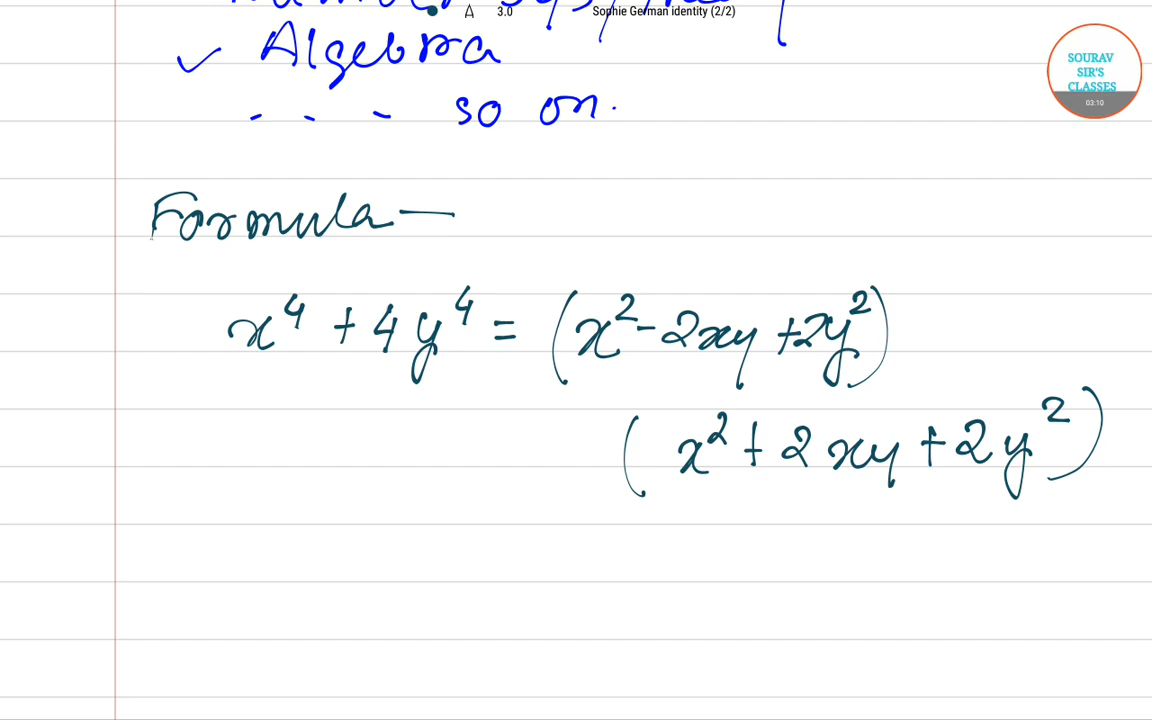 A 3.0 Sophie German identity (2/2)
✓ Algebra
. . - so on.
SOURAV
SIR'S
CLASSES
03:10
Formula —
x⁴ + 4y⁴ = (x² - 2xy + 2y²)
(x² + 2xy + 2y²)